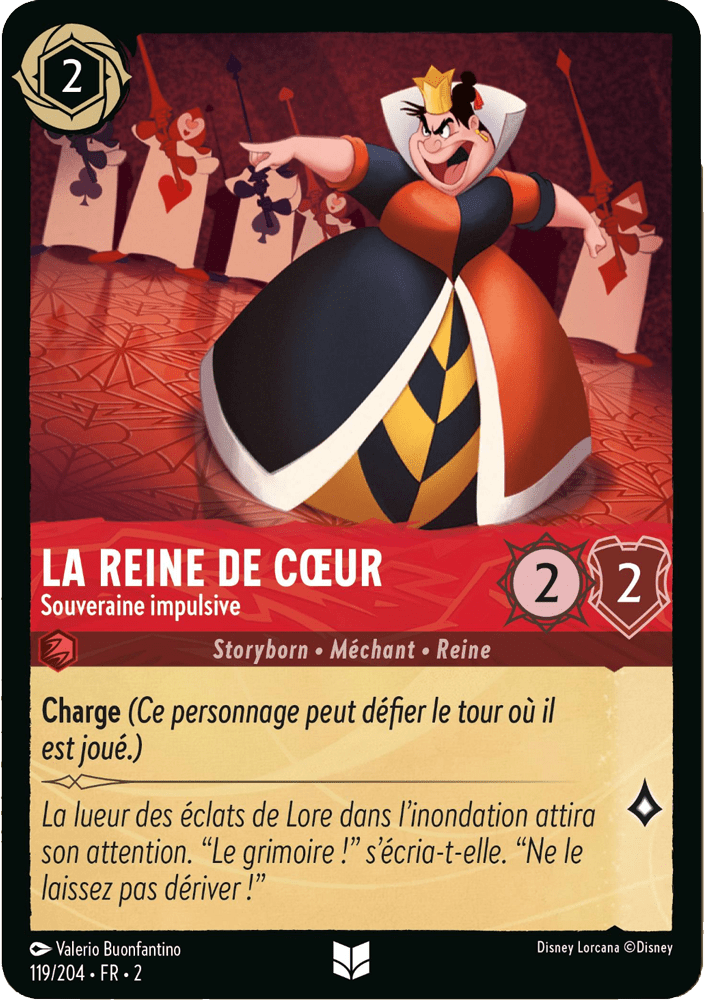 2
LA REINE DE CŒUR
Souveraine impulsive
2
2
Storyborn • Méchant • Reine
Charge (Ce personnage peut défier le tour où il
est joué.)
La lueur des éclats de Lore dans l’inondation attira
son attention. “Le grimoire !” s’écria-t-elle. “Ne le
laissez pas dériver !”
Valerio Buonfantino
Disney Lorcana ©Disney
119/204 • FR • 2